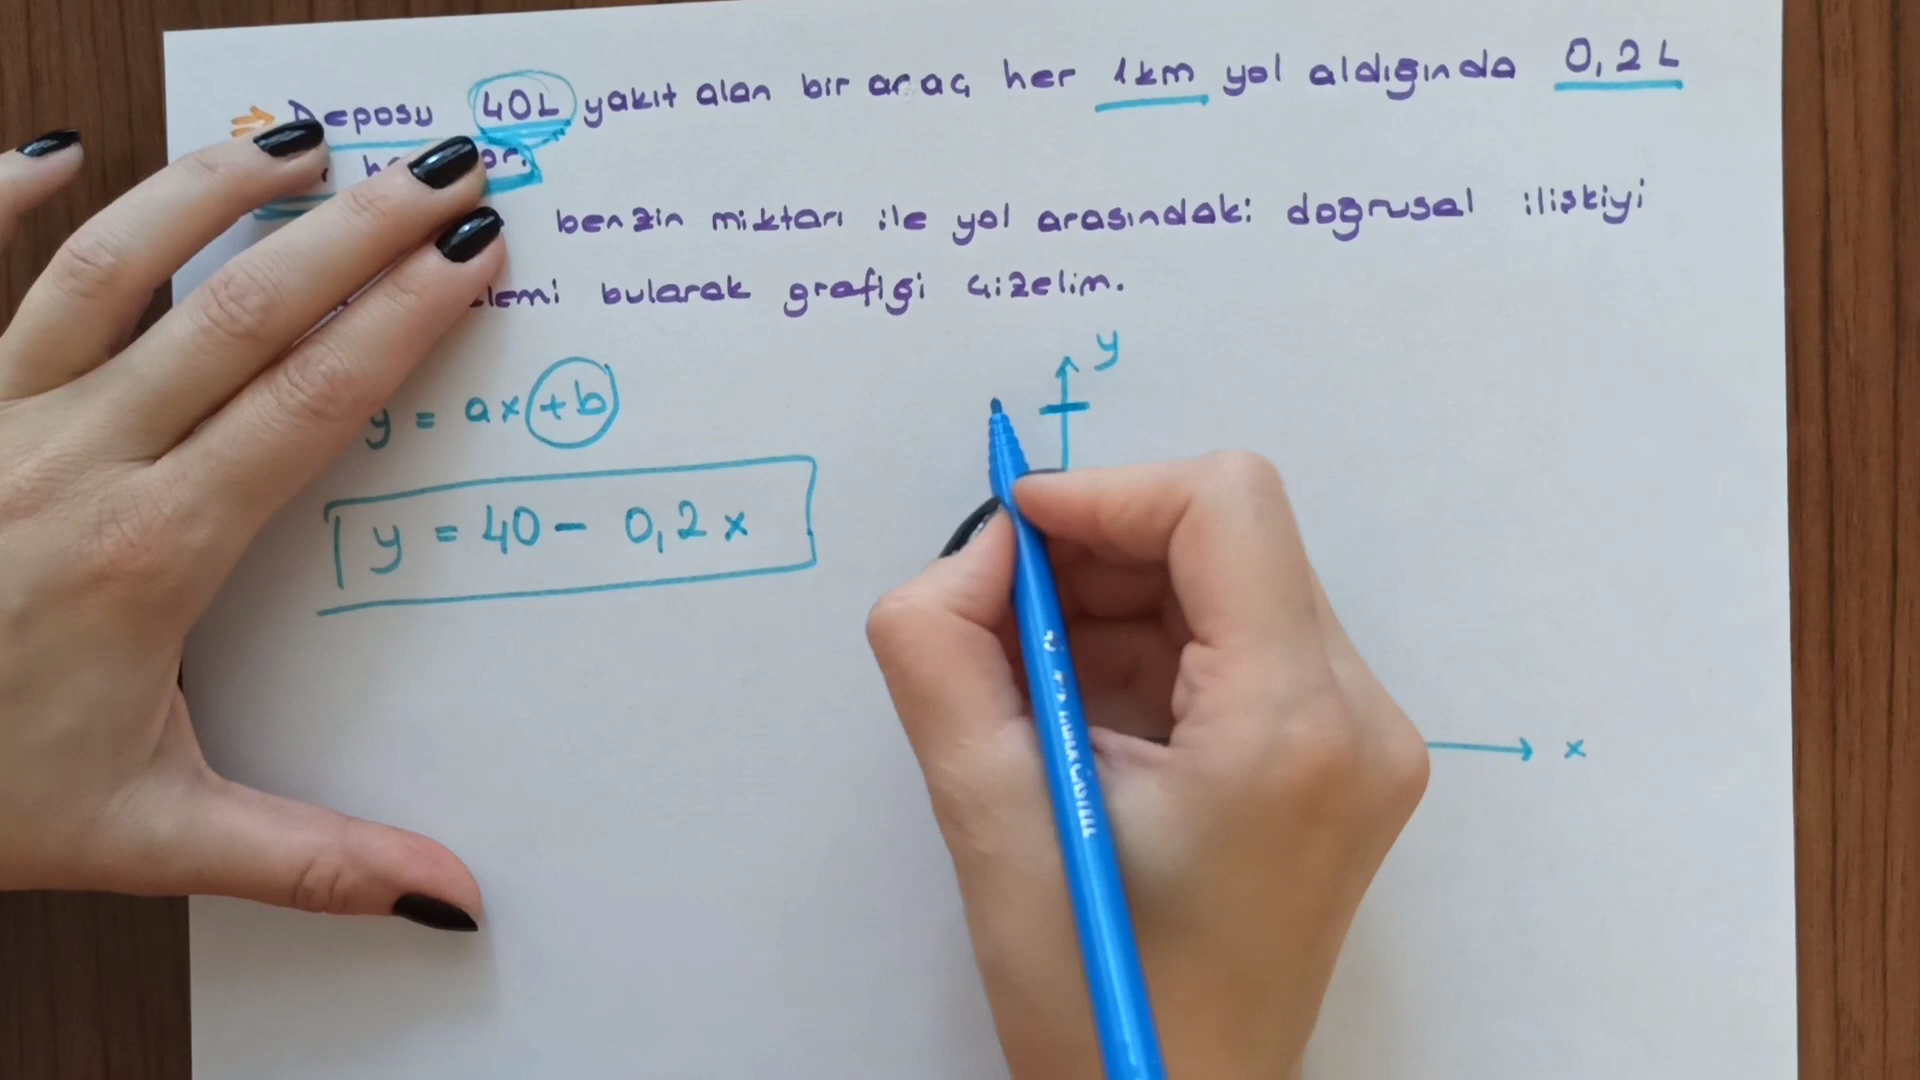 ⇒ Deposu 40L yakıt alan bir araç her 1km yol aldığında 0,2 L
benzin miktarı ile yol arasındaki doğrusal ilişkiyi
bularak grafiği çizelim.
y = ax + b
y = 40 - 0,2x
y
x